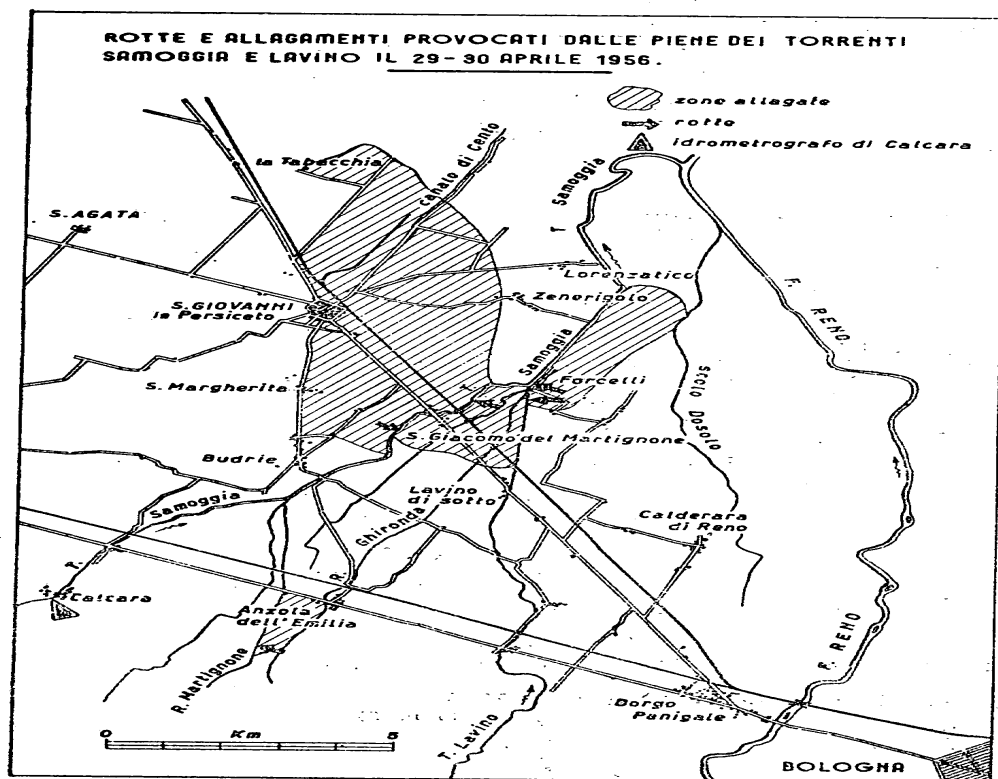 ROTTE E ALLAGAMENTI PROVOCATI DALLE PIENE DEI TORRENTI
SAMOGGIA E LAVINO IL 29-30 APRILE 1956.
zone allagate
rotte
idrometrografo di Calcara
la Tabacchia
Canale di Cento
T. Samoggia
S. AGATA
Lorenzatico
Zenerigolo
F. RENO
S. GIOVANNI
in Persiceto
Samoggia
S. Margherita
Forcelli
Scolo Dosolo
S. Giacomo del Martignone
Budrie
Lavino
di sotto
T. Samoggia
R. Ghironda
Calderara
di Reno
Calcara
Anzola
dell'Emilia
R. Martignone
F. RENO
Borgo
Panigale
T. Lavino
0 Km 5
BOLOGNA